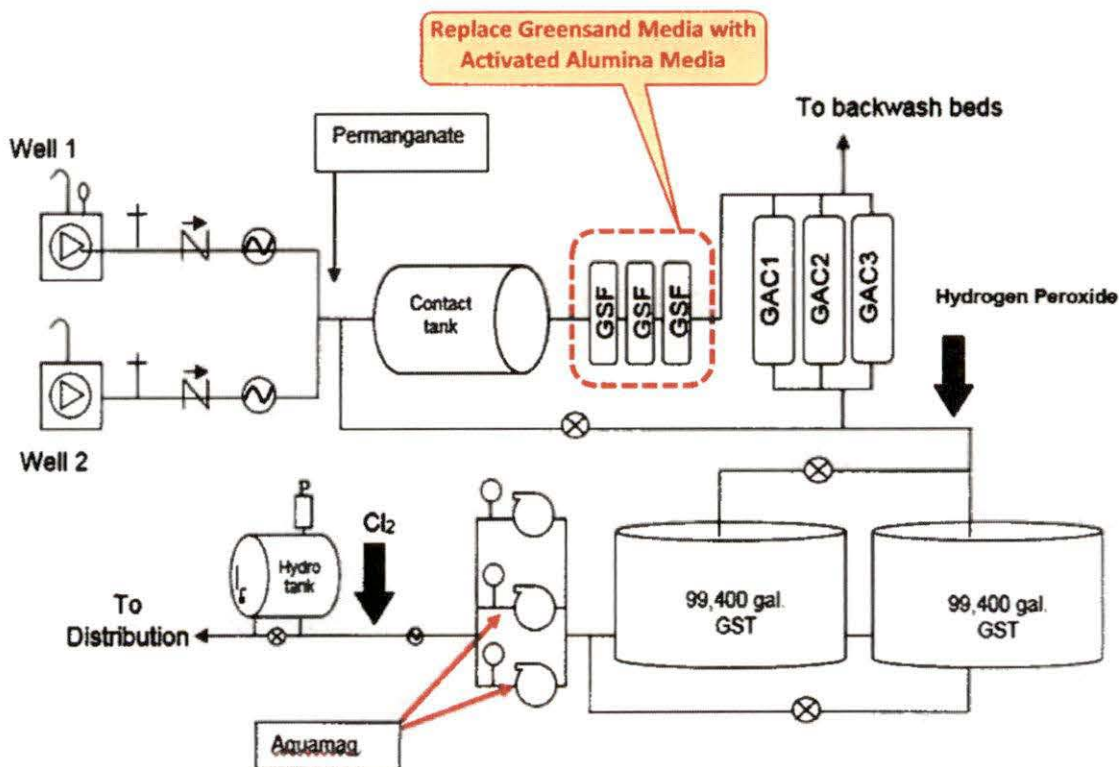 Replace Greensand Media with
Activated Alumina Media
To backwash beds
Permanganate
Well 1
Contact
tank
GSF
GSF
GSF
GAC1
GAC2
GAC3
Hydrogen Peroxide
Well 2
P
Cl₂
Hydro
tank
To
Distribution
99,400 gal.
GST
99,400 gal.
GST
Aquamag